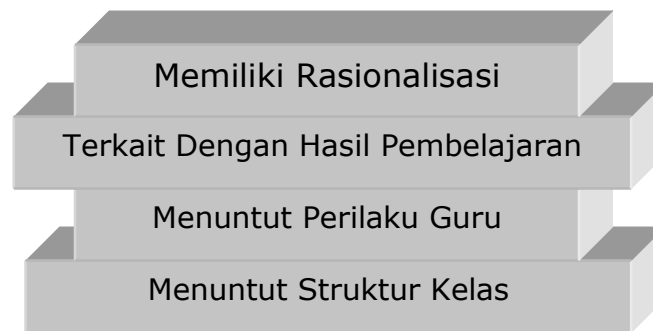 Memiliki Rasionalisasi
Terkait Dengan Hasil Pembelajaran
Menuntut Perilaku Guru
Menuntut Struktur Kelas